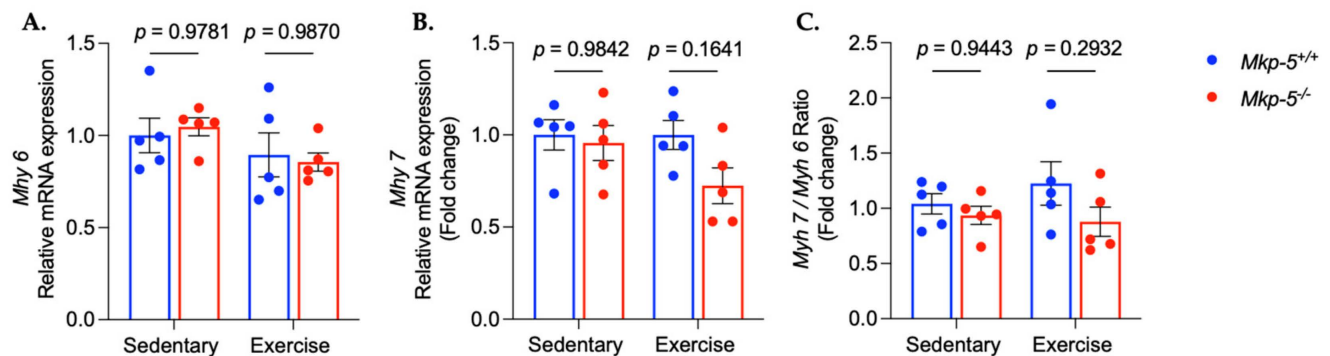 A.
p = 0.9781 p = 0.9870
Mhy 6
Relative mRNA expression
1.5
1.0
0.5
0.0
Sedentary Exercise
B.
p = 0.9842 p = 0.1641
Mhy 7
Relative mRNA expression
(Fold change)
1.5
1.0
0.5
0.0
Sedentary Exercise
C.
p = 0.9443 p = 0.2932
Myh 7 / Myh 6 Ratio
(Fold change)
2.5
2.0
1.5
1.0
0.5
0.0
Sedentary Exercise
Mkp-5+/+
Mkp-5-/-